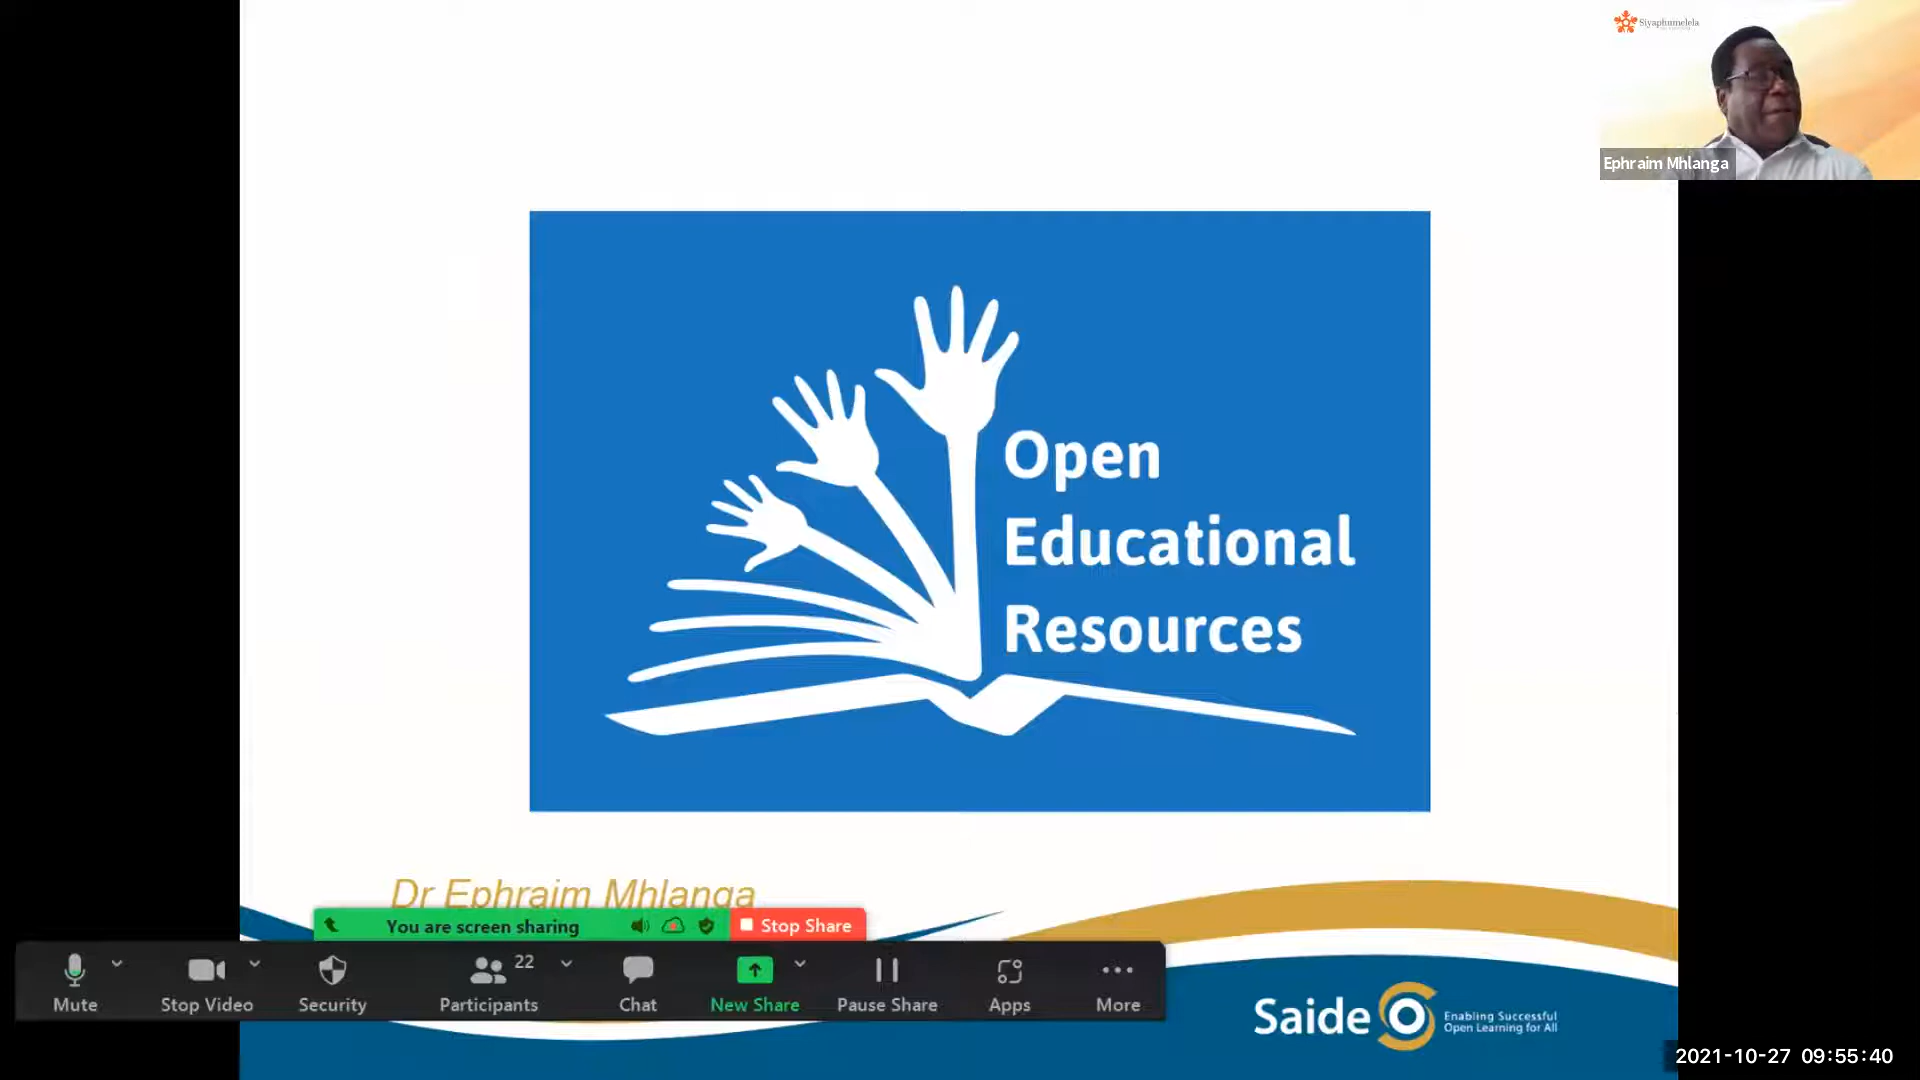 Siyaphumelela
Ephraim Mhlanga
Open
Educational
Resources
Dr Ephraim Mhlanga
You are screen sharing
Stop Share
22
Mute
Stop Video
Security
Participants
Chat
New Share
Pause Share
Apps
More
Saide
Enabling Successful
Open Learning for All
2021-10-27 09:55:40